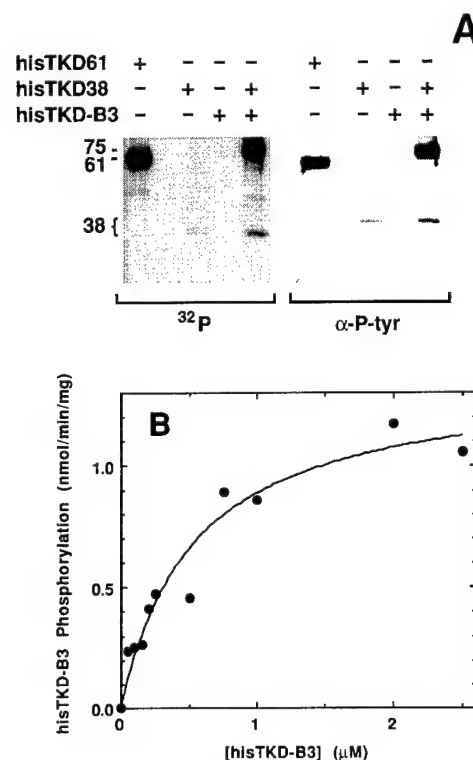 A
hisTKD61 + - - - + - - -
hisTKD38 - + - + - + - +
hisTKD-B3 - - + + - - + +
75 -
61 -
38 {
32P α-P-tyr
B
hisTKD-B3 Phosphorylation (nmol/min/mg)
1.0
0.5
0.0
0 1 2
[hisTKD-B3] (μM)